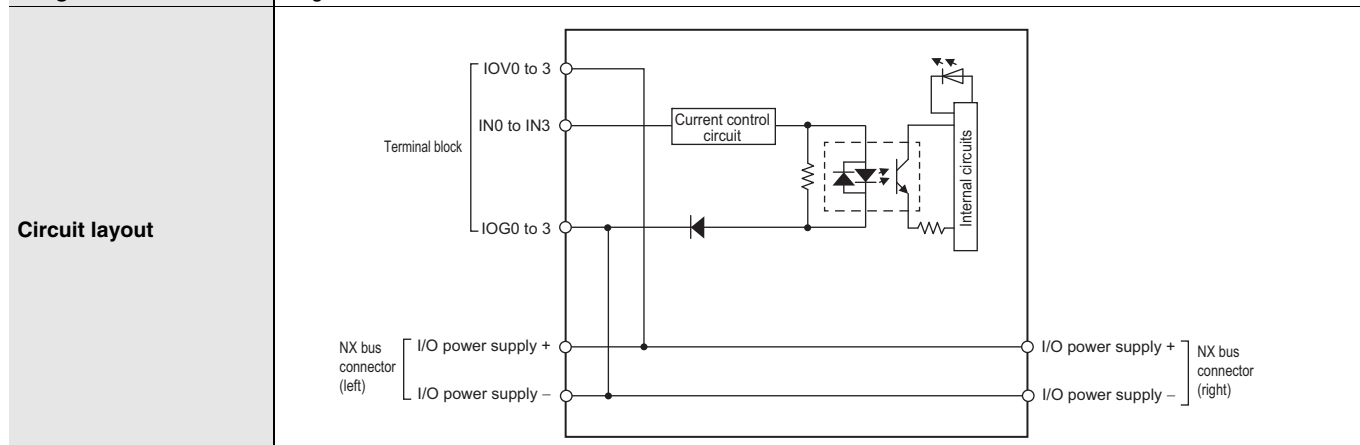 Circuit layout
Terminal block
IOV0 to 3
IN0 to IN3
IOG0 to 3
Current control
circuit
Internal circuits
NX bus
connector
(left)
I/O power supply +
I/O power supply −
I/O power supply +
I/O power supply −
NX bus
connector
(right)